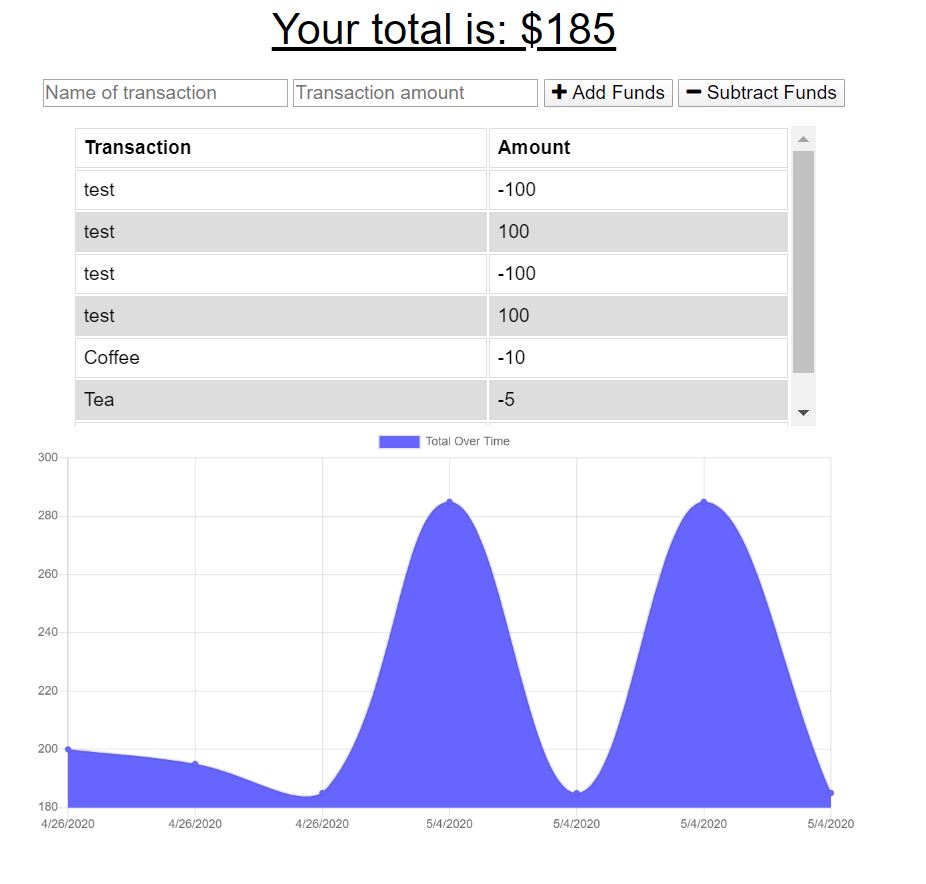 Your total is: $185
Name of transaction Transaction amount + Add Funds − Subtract Funds
Transaction Amount
test -100
test 100
test -100
test 100
Coffee -10
Tea -5
Total Over Time
300
280
260
240
220
200
180
4/26/2020 4/26/2020 4/26/2020 5/4/2020 5/4/2020 5/4/2020 5/4/2020